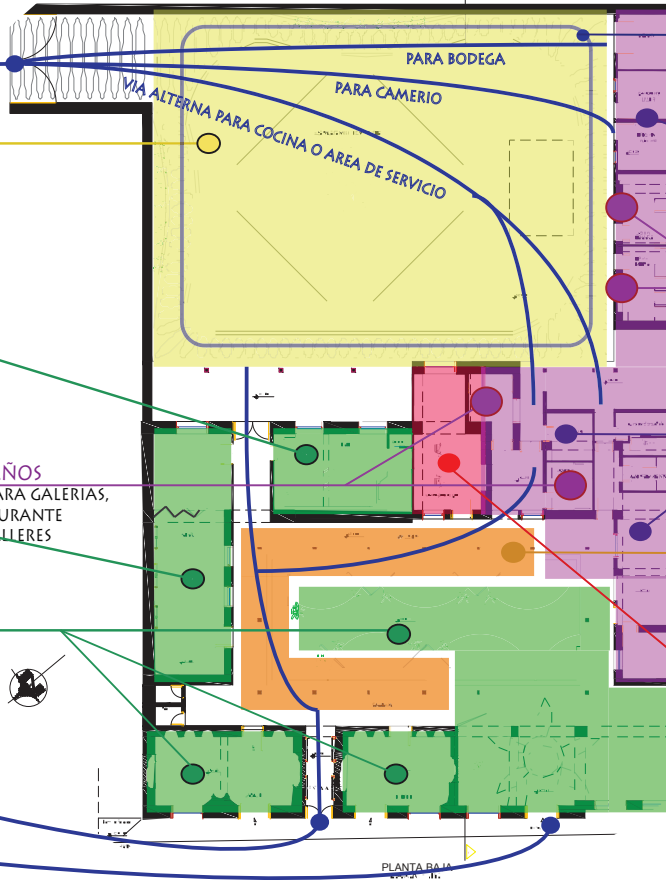 PARA BODEGA
PARA CAMERIO
VIA ALTERNA PARA COCINA O AREA DE SERVICIO
ÑOS
ARA GALERIAS,
URANTE
LLERES
PLANTA BAJA